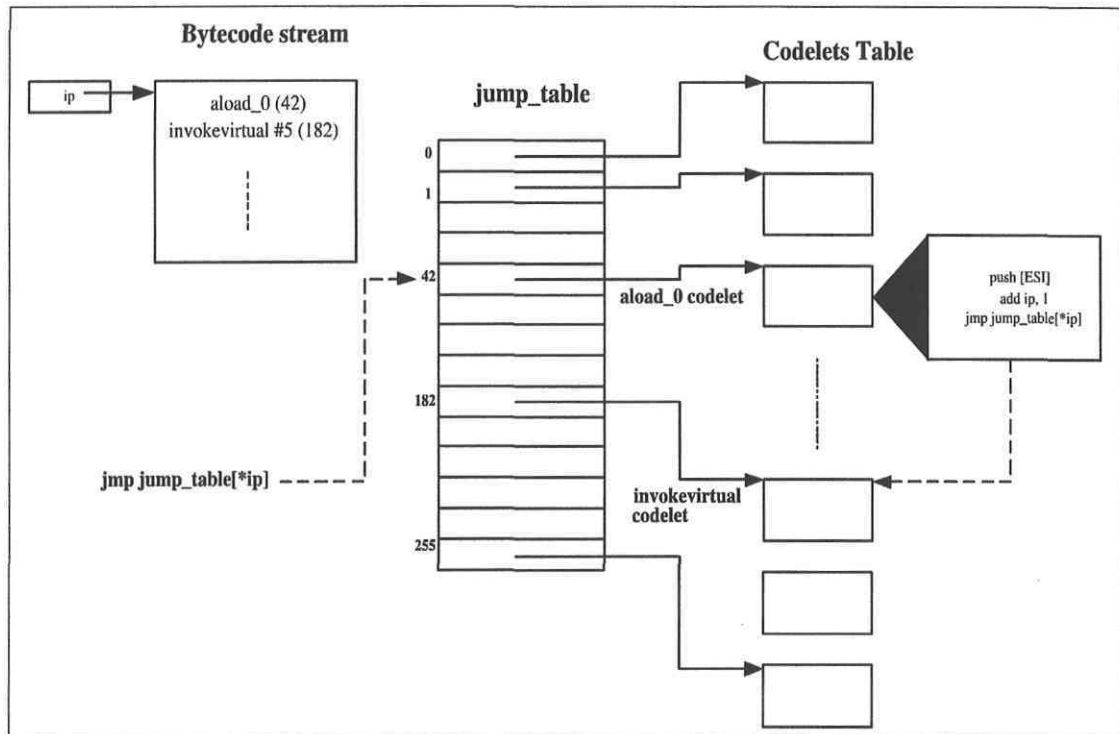 Bytecode stream
ip
aload_0 (42)
invokevirtual #5 (182)
jump_table
Codelets Table
0
1
42
aload_0 codelet
push [ESI]
add ip, 1
jmp jump_table[*ip]
182
jmp jump_table[*ip]
invokevirtual
codelet
255